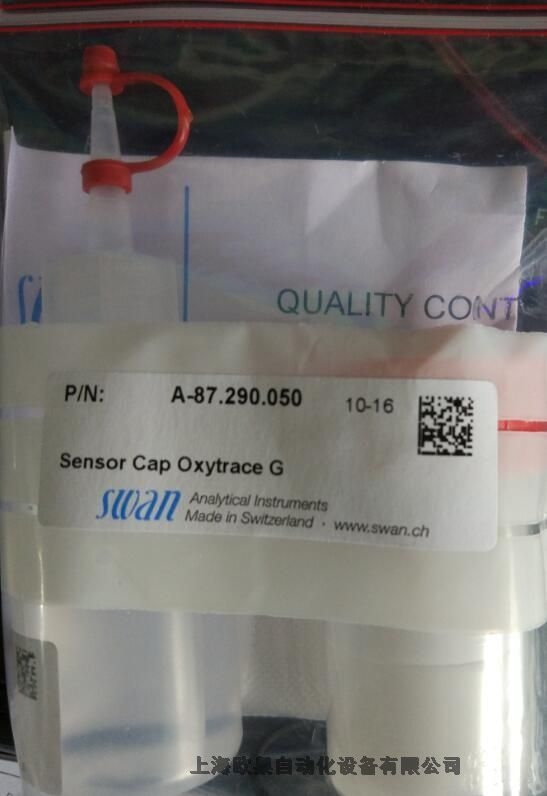 QUALITY CONT
P/N: A-87.290.050 10-16
Sensor Cap Oxytrace G
swan Analytical Instruments
Made in Switzerland · www.swan.ch
上海欧 自动化设备有限公司